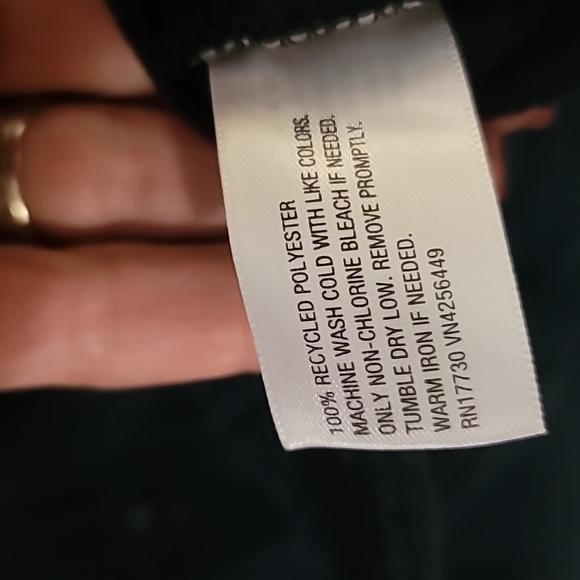 100% RECYCLED POLYESTER
MACHINE WASH COLD WITH LIKE COLORS.
ONLY NON-CHLORINE BLEACH IF NEEDED.
TUMBLE DRY LOW. REMOVE PROMPTLY.
WARM IRON IF NEEDED.
RN17730 VN4256449